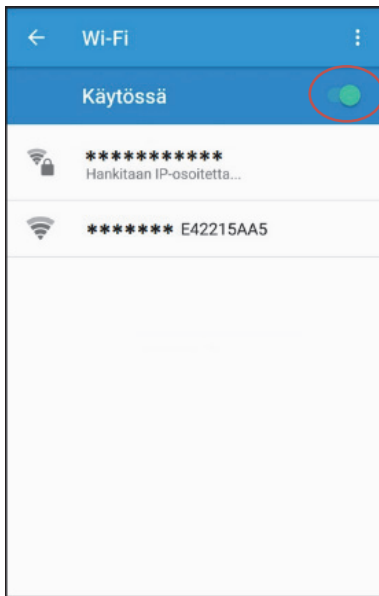 Wi-Fi
Käytössä
***********
Hankitaan IP-osoitetta...
******* E42215AA5